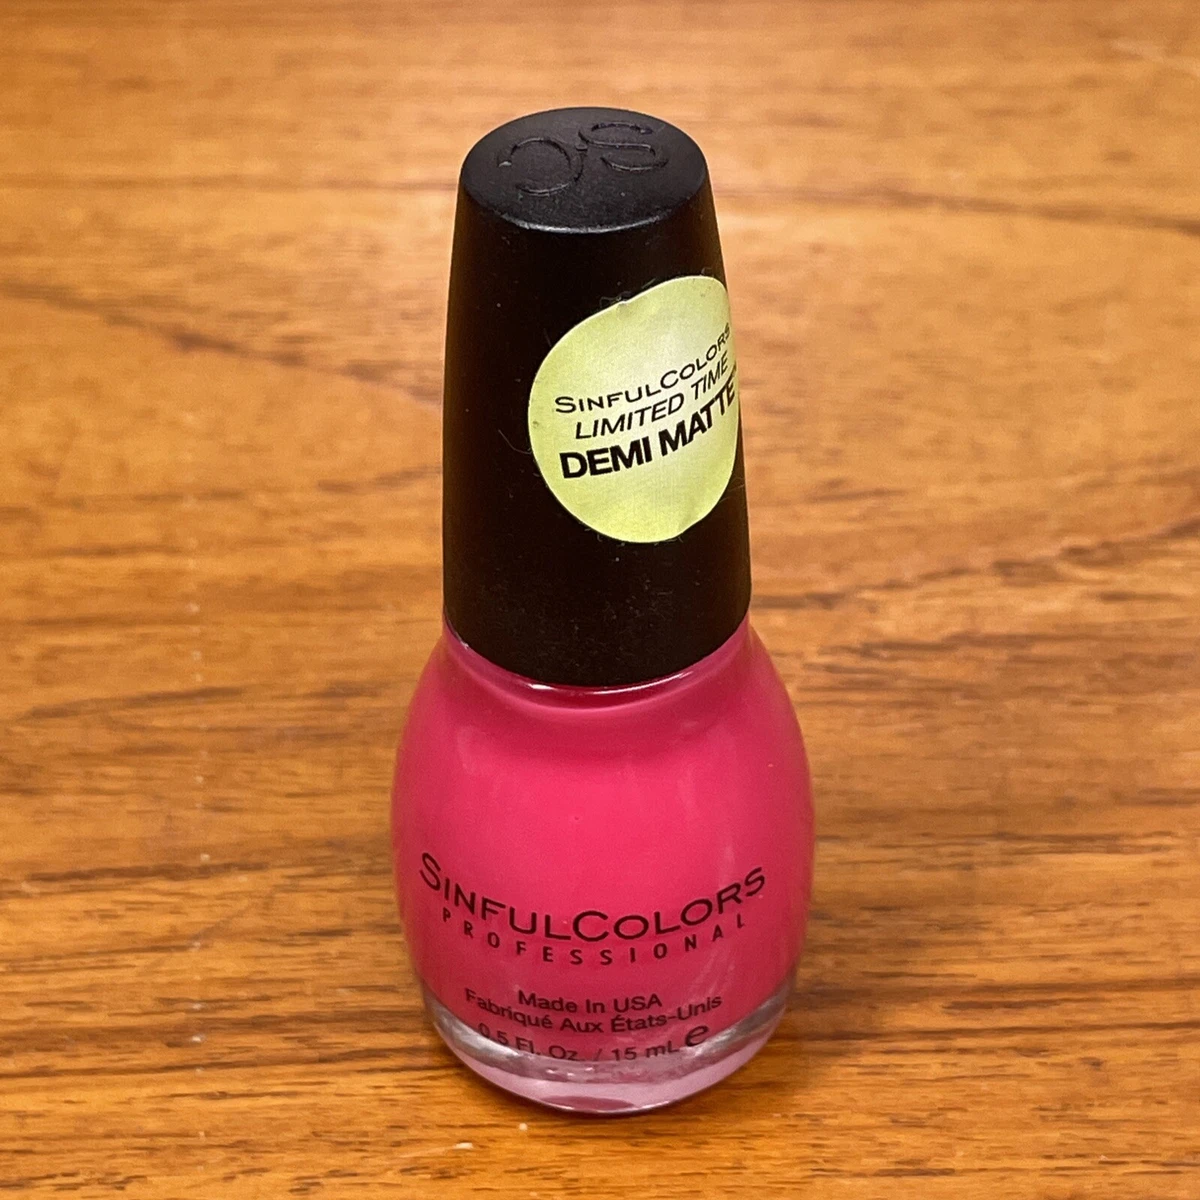 SC
SINFULCOLORS
LIMITED TIME
DEMI MATTE
SINFULCOLORS
PROFESSIONAL
Made In USA
Fabriqué Aux États-Unis
0.5 Fl. Oz. / 15 mL e